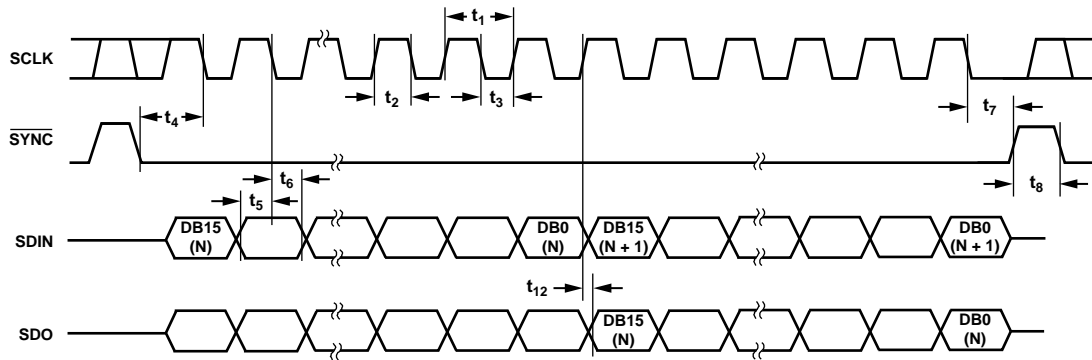 t1
SCLK
t2
t3
t4
t7
SYNC
t8
t6
t5
SDIN
DB15
(N)
DB0
(N)
DB15
(N + 1)
DB0
(N + 1)
t12
SDO
DB15
(N)
DB0
(N)